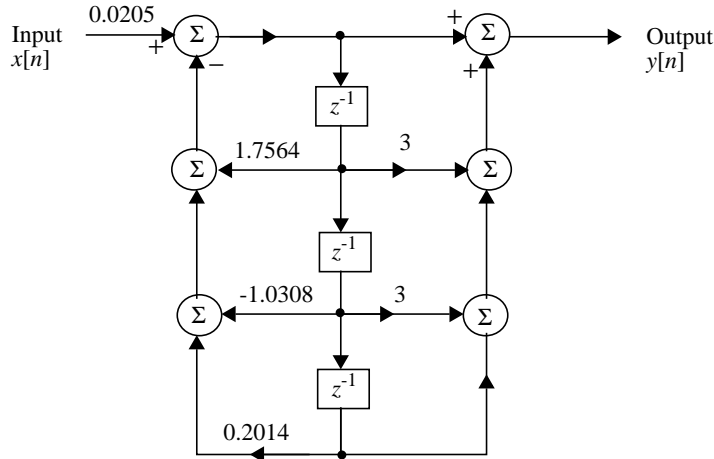 0.0205
Input
x[n]
+
Σ
−
+
Σ
+
Output
y[n]
z⁻¹
Σ
1.7564
3
Σ
z⁻¹
Σ
-1.0308
3
Σ
z⁻¹
0.2014